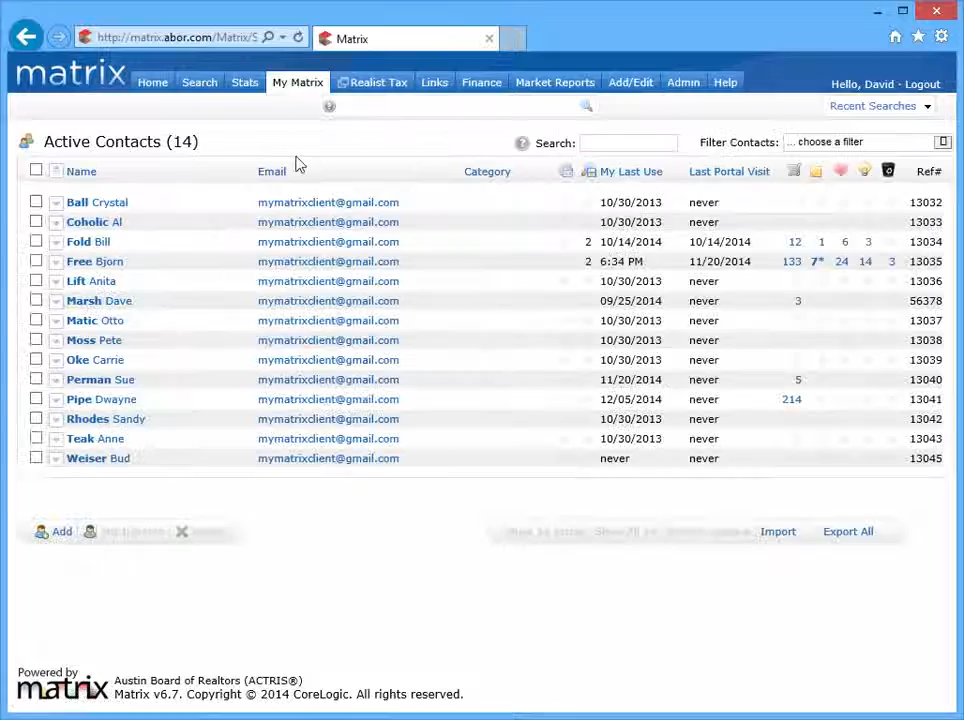 http://matrix.abor.com/Matrix/S
Matrix
matrix
Home Search Stats My Matrix Realist Tax Links Finance Market Reports Add/Edit Admin Help
Hello, David · Logout
Recent Searches
Active Contacts (14)
Search:
Filter Contacts: ... choose a filter
Name Email Category My Last Use Last Portal Visit Ref#
Ball Crystal mymatrixclient@gmail.com 10/30/2013 never 13032
Coholic Al mymatrixclient@gmail.com 10/30/2013 never 13033
Fold Bill mymatrixclient@gmail.com 2 10/14/2014 10/14/2014 12 1 6 3 13034
Free Bjorn mymatrixclient@gmail.com 2 6:34 PM 11/20/2014 133 7* 24 14 3 13035
Lift Anita mymatrixclient@gmail.com 10/30/2013 never 13036
Marsh Dave mymatrixclient@gmail.com 09/25/2014 never 3 56378
Matic Otto mymatrixclient@gmail.com 10/30/2013 never 13037
Moss Pete mymatrixclient@gmail.com 10/30/2013 never 13038
Oke Carrie mymatrixclient@gmail.com 10/30/2013 never 13039
Perman Sue mymatrixclient@gmail.com 11/20/2014 never 5 13040
Pipe Dwayne mymatrixclient@gmail.com 12/05/2014 never 214 13041
Rhodes Sandy mymatrixclient@gmail.com 10/30/2013 never 13042
Teak Anne mymatrixclient@gmail.com 10/30/2013 never 13043
Weiser Bud mymatrixclient@gmail.com never never 13045
Add
Import Export All
Powered by
matrix
Austin Board of Realtors (ACTRIS®)
Matrix v6.7. Copyright © 2014 CoreLogic. All rights reserved.